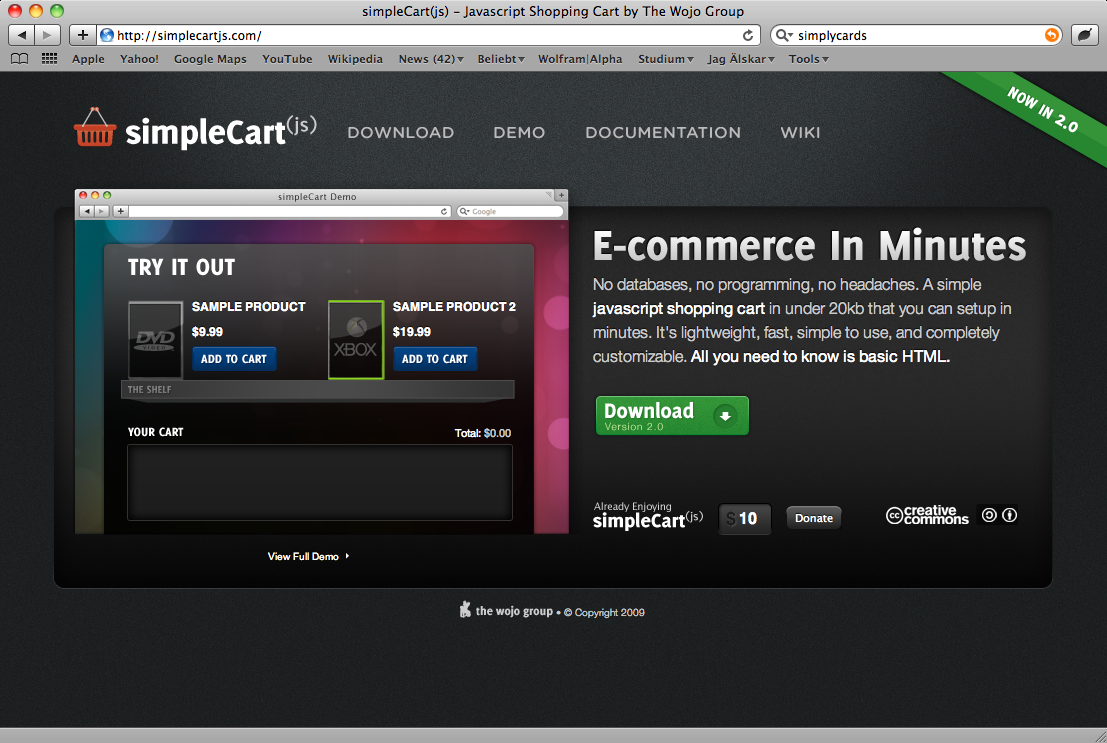 simpleCart(js) – Javascript Shopping Cart by The Wojo Group
http://simplecartjs.com/
simplycards
Apple Yahoo! Google Maps YouTube Wikipedia News (42) Beliebt Wolfram|Alpha Studium Jag Älskar Tools
NOW IN 2.0
simpleCart(js) DOWNLOAD DEMO DOCUMENTATION WIKI
simpleCart Demo
Google
TRY IT OUT
SAMPLE PRODUCT
$9.99
ADD TO CART
DVD
VIDEO
SAMPLE PRODUCT 2
$19.99
ADD TO CART
XBOX
THE SHELF
YOUR CART Total: $0.00
View Full Demo
E-commerce In Minutes
No databases, no programming, no headaches. A simple
javascript shopping cart in under 20kb that you can setup in
minutes. It's lightweight, fast, simple to use, and completely
customizable. All you need to know is basic HTML.
Download
Version 2.0
Already Enjoying
simpleCart(js)
$10
Donate
cc creative
commons
the wojo group • © Copyright 2009